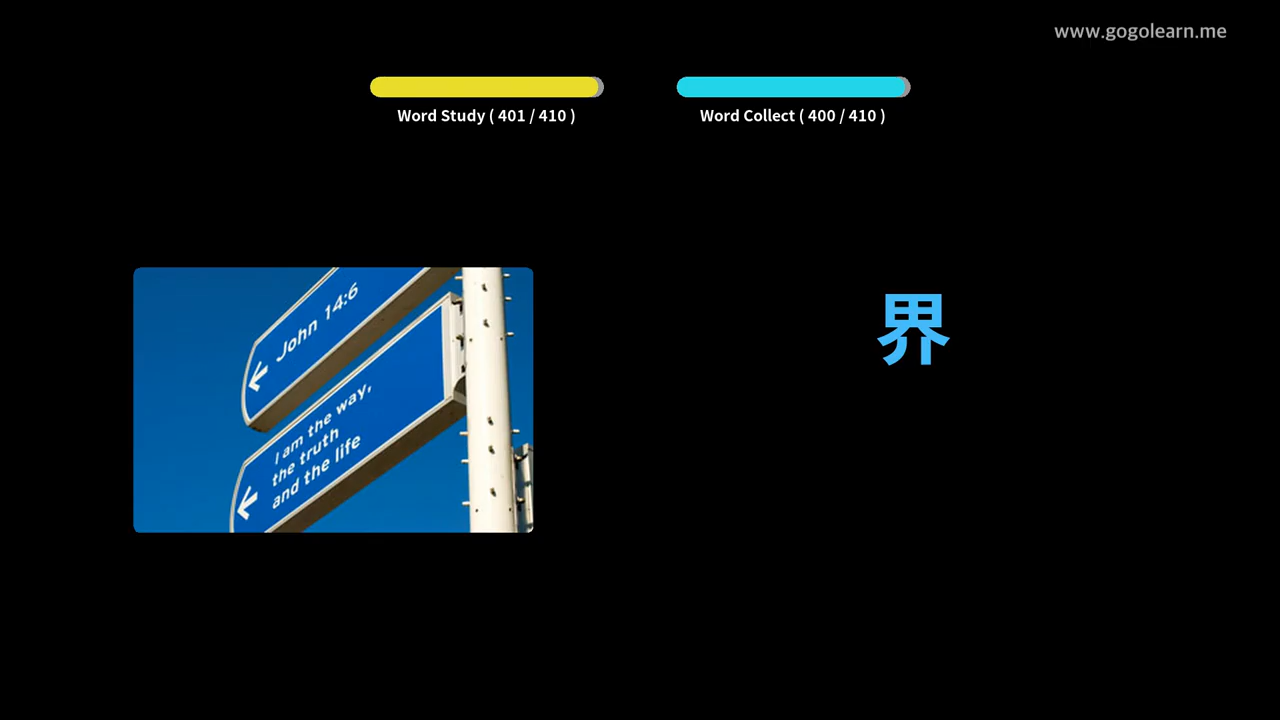 www.gogolearn.me
Word Study ( 401 / 410 )
Word Collect ( 400 / 410 )
John 14:6
I am the way,
the truth
and the life
界